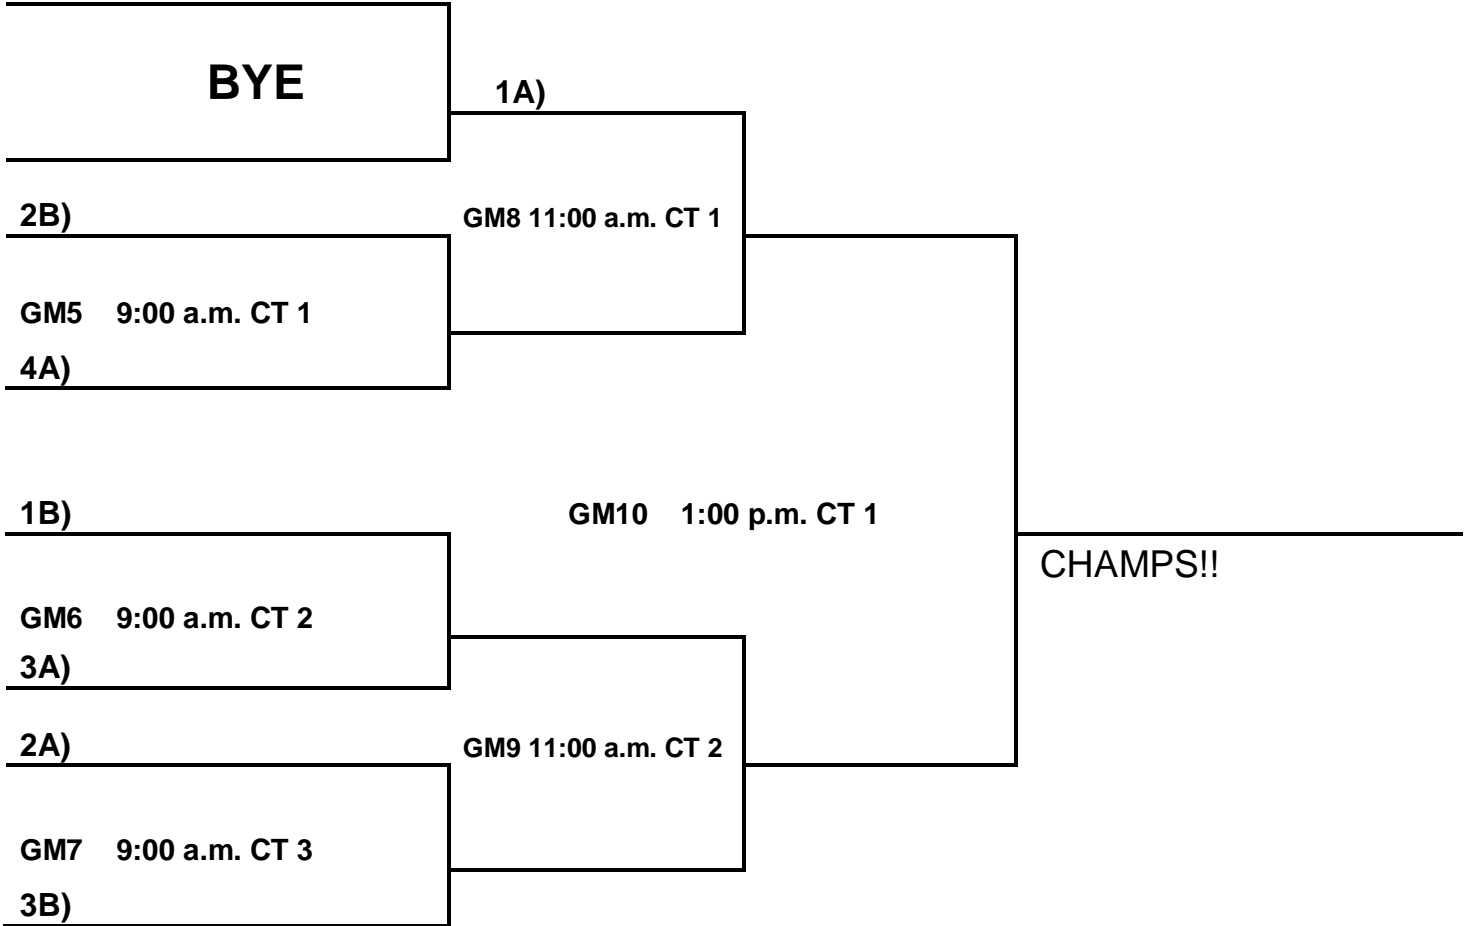 BYE
1A)
2B)
GM8 11:00 a.m. CT 1
GM5 9:00 a.m. CT 1
4A)
1B)
GM10 1:00 p.m. CT 1
CHAMPS!!
GM6 9:00 a.m. CT 2
3A)
2A)
GM9 11:00 a.m. CT 2
GM7 9:00 a.m. CT 3
3B)